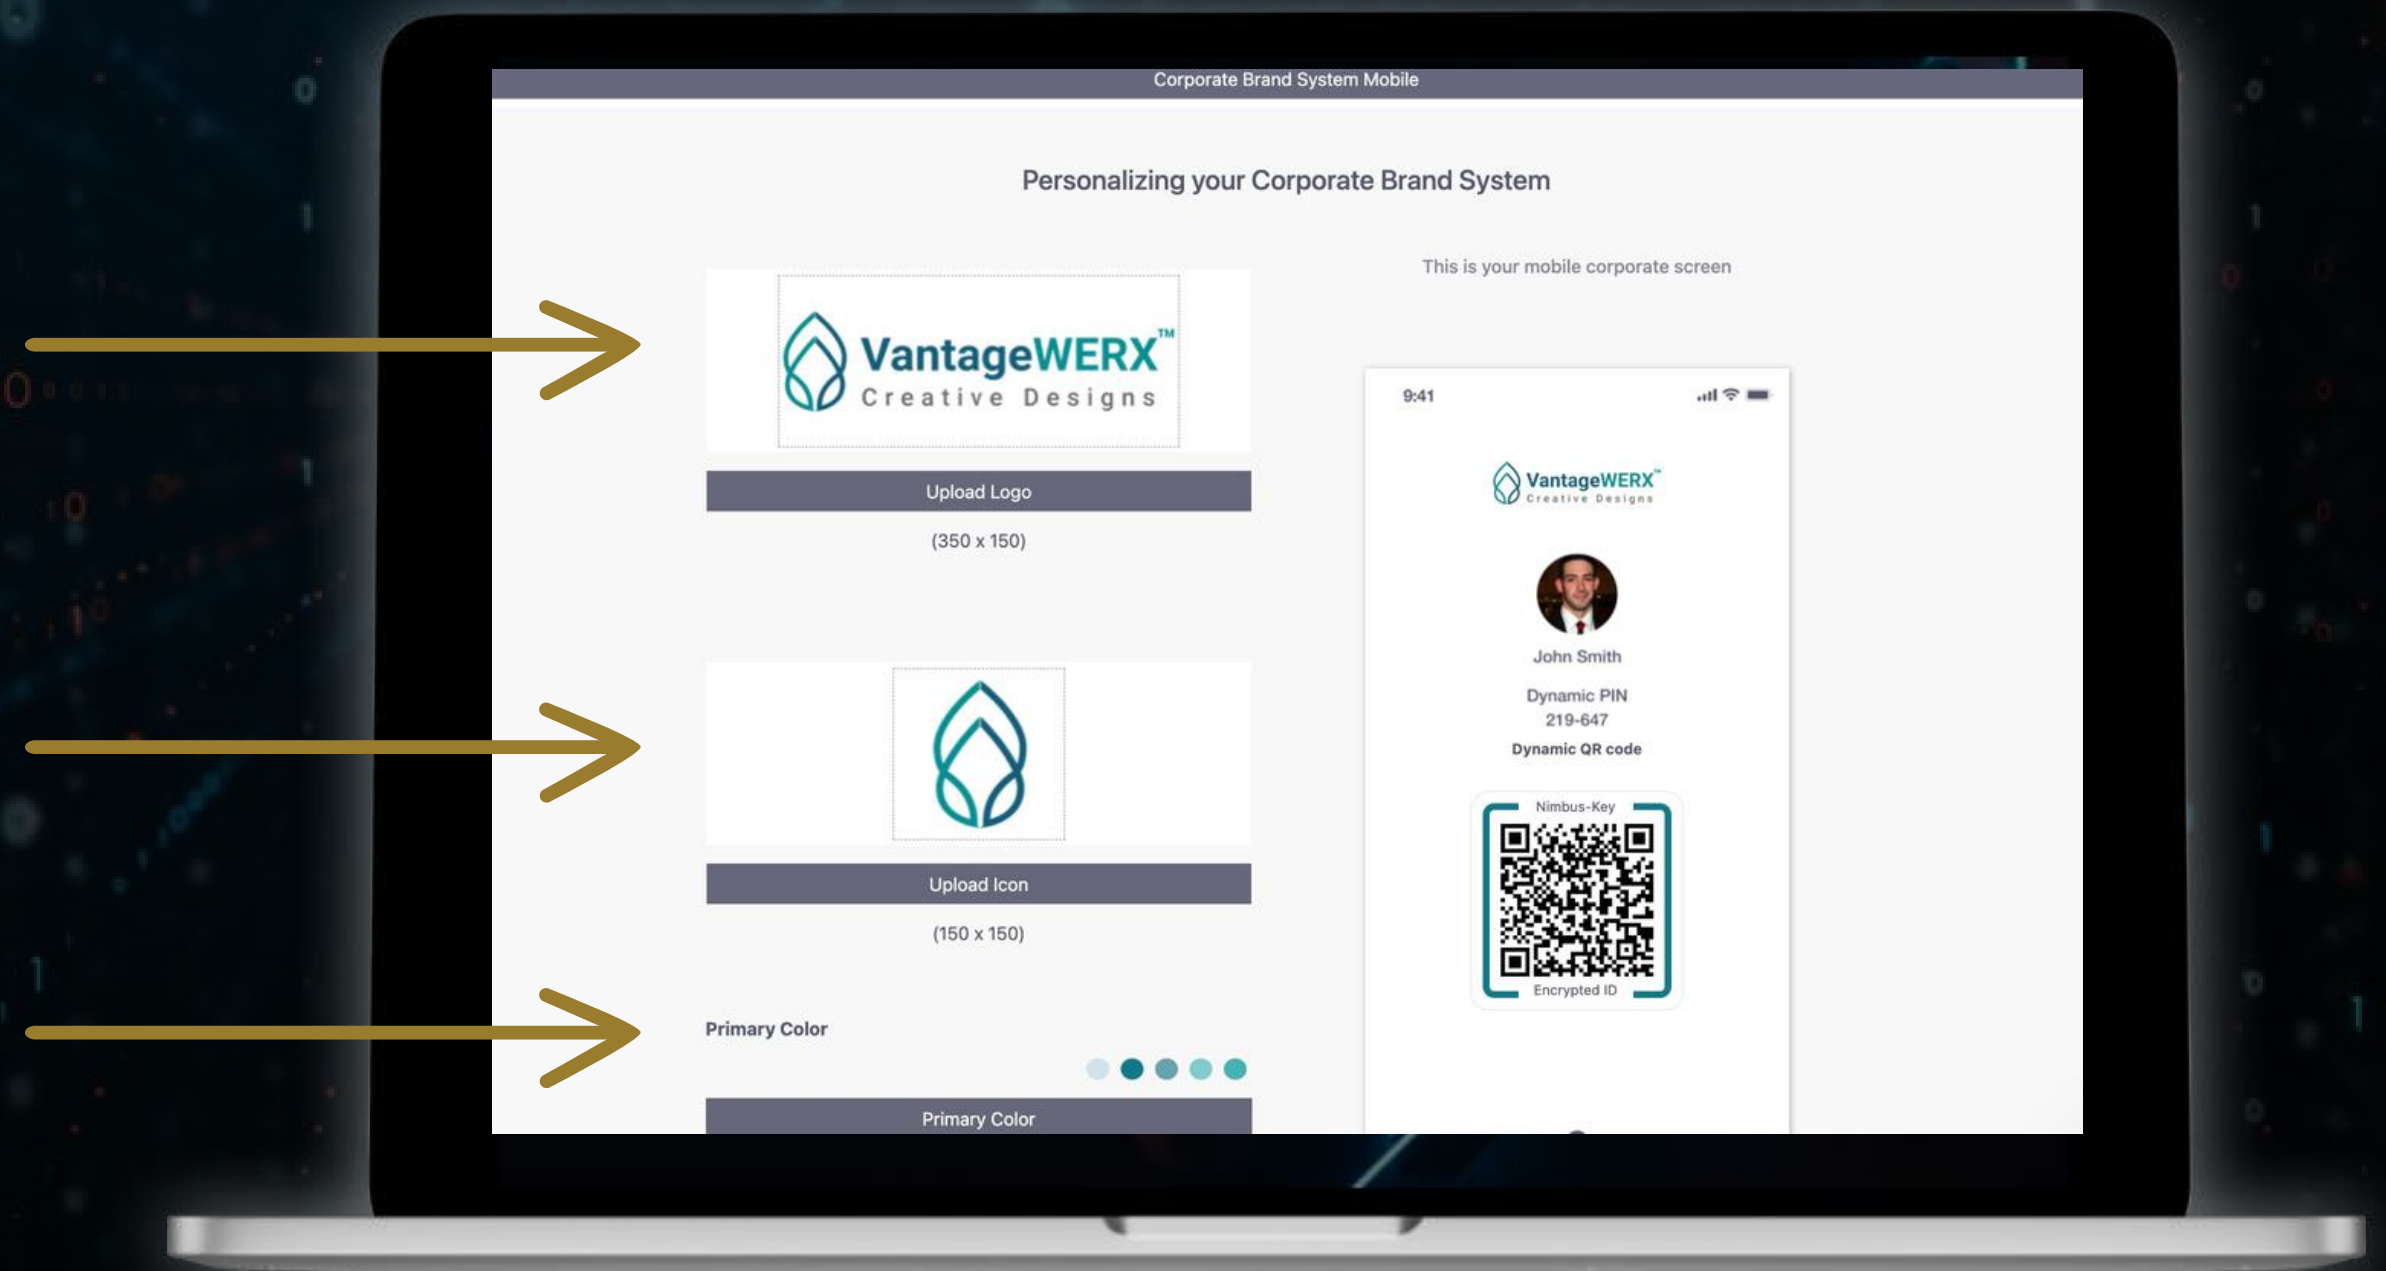 Corporate Brand System Mobile
Personalizing your Corporate Brand System
VantageWERX™
Creative Designs
Upload Logo
(350 x 150)
Upload Icon
(150 x 150)
Primary Color
Primary Color
This is your mobile corporate screen
9:41
VantageWERX™
Creative Designs
John Smith
Dynamic PIN
219-647
Dynamic QR code
Nimbus-Key
Encrypted ID